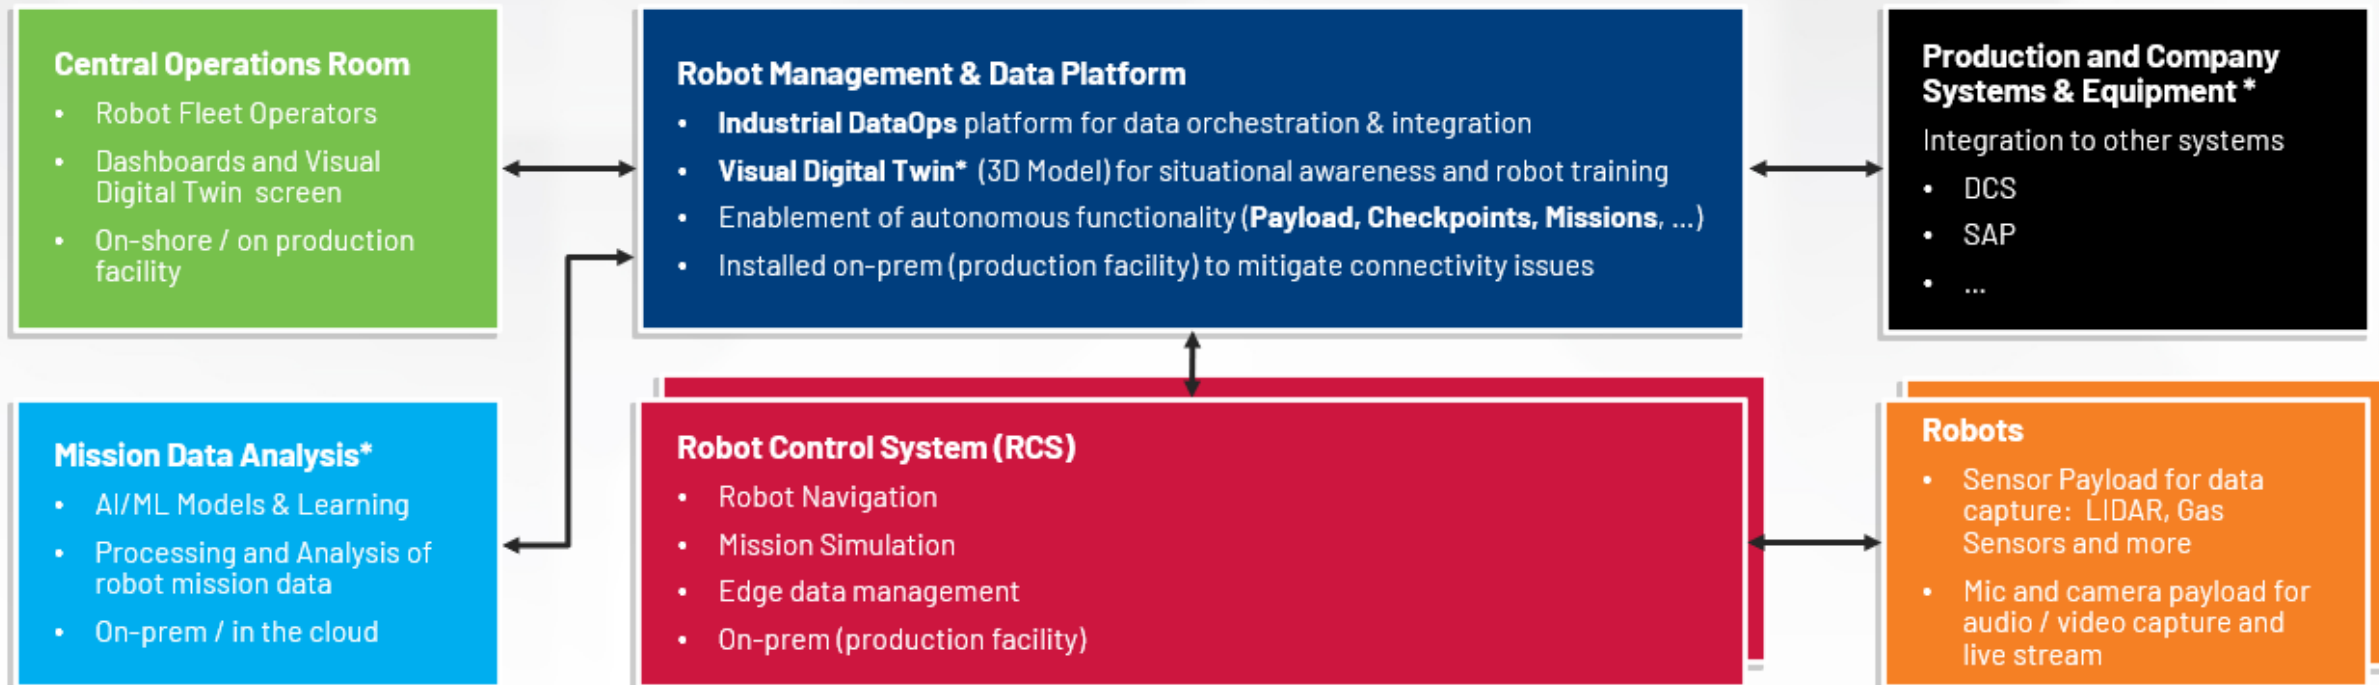 Central Operations Room
• Robot Fleet Operators
• Dashboards and Visual
Digital Twin screen
• On-shore / on production
facility
Robot Management & Data Platform
• Industrial DataOps platform for data orchestration & integration
• Visual Digital Twin* (3D Model) for situational awareness and robot training
• Enablement of autonomous functionality (Payload, Checkpoints, Missions, ...)
• Installed on-prem (production facility) to mitigate connectivity issues
Production and Company
Systems & Equipment *
Integration to other systems
• DCS
• SAP
• ...
Mission Data Analysis*
• AI/ML Models & Learning
• Processing and Analysis of
robot mission data
• On-prem / in the cloud
Robot Control System (RCS)
• Robot Navigation
• Mission Simulation
• Edge data management
• On-prem (production facility)
Robots
• Sensor Payload for data
capture: LIDAR, Gas
Sensors and more
• Mic and camera payload for
audio / video capture and
live stream